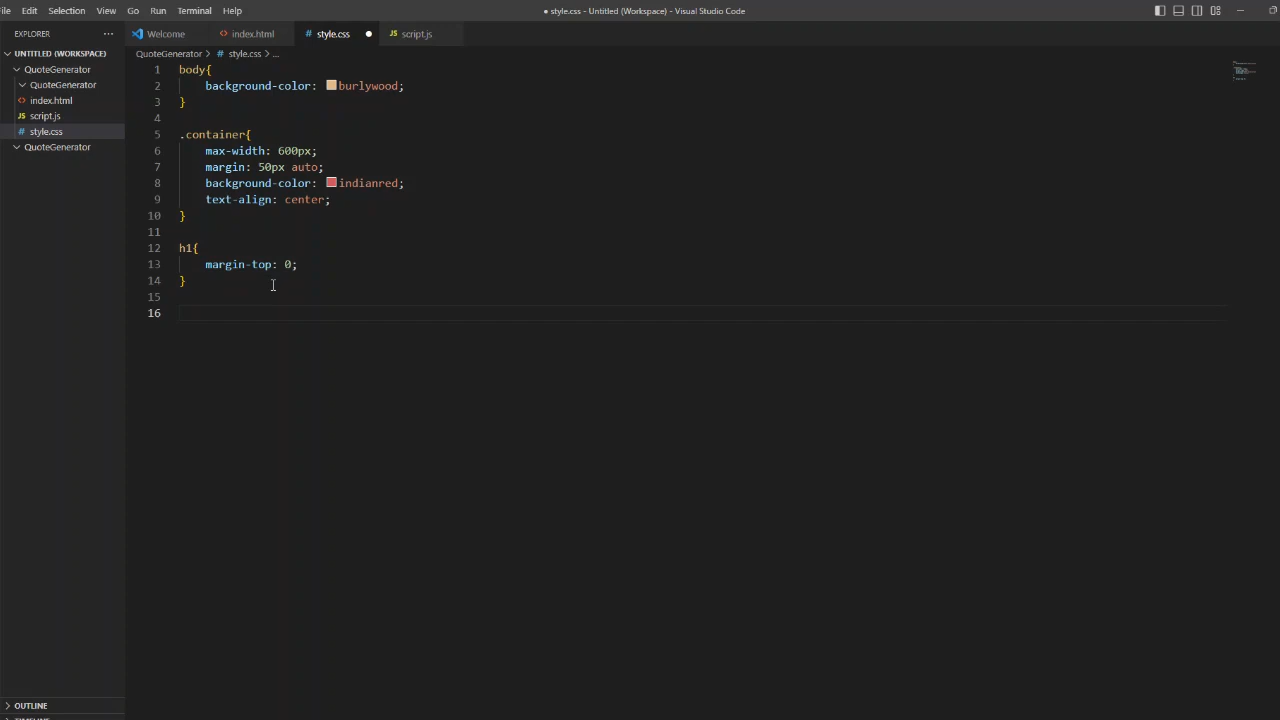 ile Edit Selection View Go Run Terminal Help
● style.css - Untitled (Workspace) - Visual Studio Code
EXPLORER ···
Welcome
index.html
style.css ●
script.js
UNTITLED (WORKSPACE)
QuoteGenerator
QuoteGenerator
index.html
script.js
style.css
QuoteGenerator
QuoteGenerator > # style.css > ...
1 body{
2 background-color: burlywood;
3 }
4
5 .container{
6 max-width: 600px;
7 margin: 50px auto;
8 background-color: indianred;
9 text-align: center;
10 }
11
12 h1{
13 margin-top: 0;
14 }
15
16
OUTLINE
TIMELINE